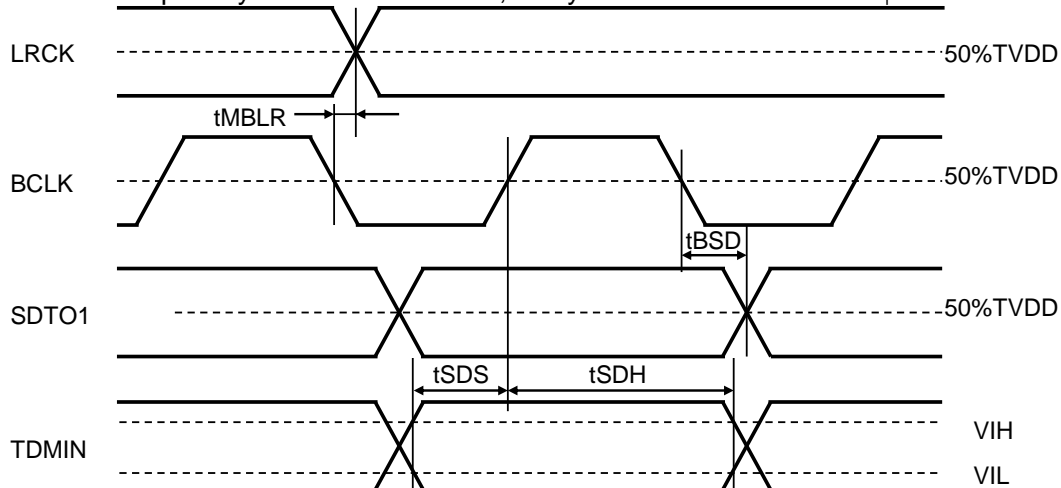 LRCK
50%TVDD
tMBLR
BCLK
50%TVDD
tBSD
SDTO1
50%TVDD
tSDS
tSDH
TDMIN
VIH
VIL